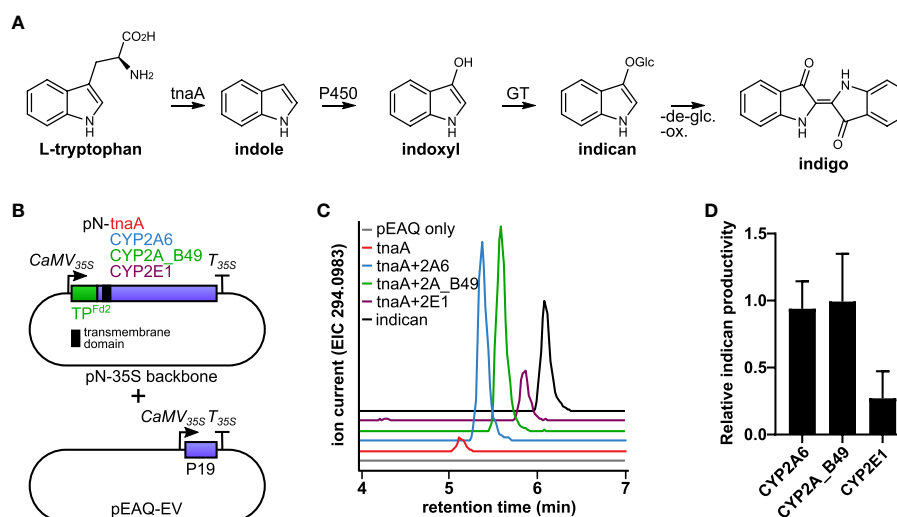 A
CO₂H
NH₂
N
H
L-tryptophan
tnaA
N
H
indole
P450
OH
N
H
indoxyl
GT
OGlc
N
H
indican
-de-glc.
-ox.
O
H
N
N
H
O
indigo
B
pN-tnaA
CYP2A6
CYP2A_B49
CYP2E1
CaMV35S
T35S
TP^Fd2
transmembrane
domain
pN-35S backbone
+
CaMV35S T35S
P19
pEAQ-EV
C
ion current (EIC 294.0983)
pEAQ only
tnaA
tnaA+2A6
tnaA+2A_B49
tnaA+2E1
indican
4 5 6 7
retention time (min)
D
Relative indican productivity
1.5
1.0
0.5
0.0
CYP2A6
CYP2A_B49
CYP2E1